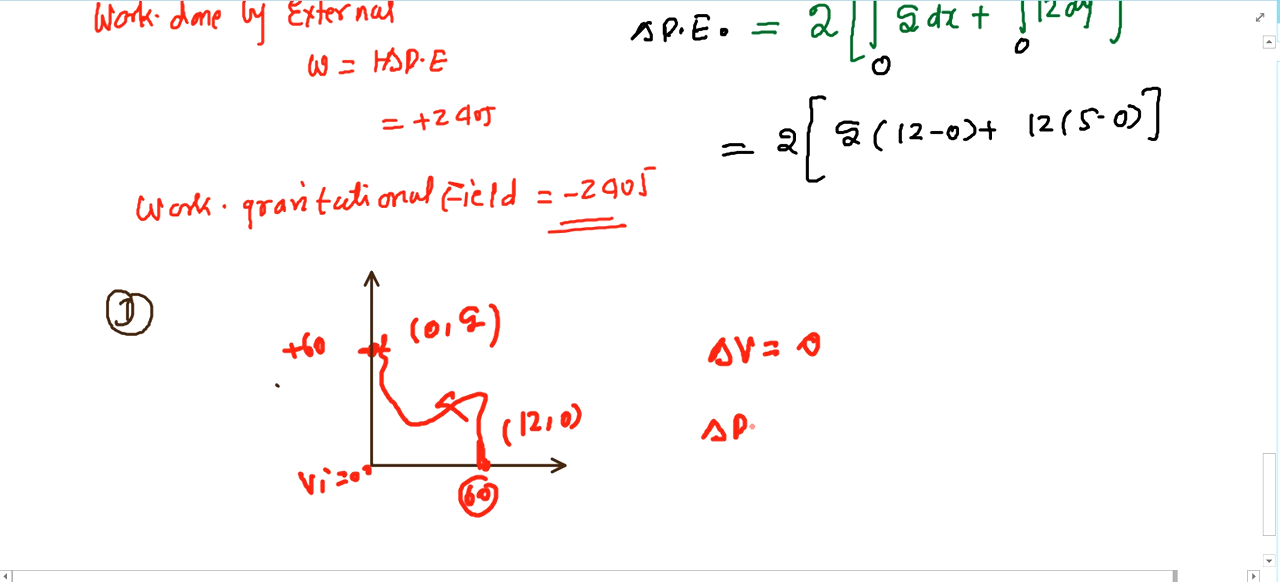 Work. done by External
W = +ΔP.E
= +240J
Work. gravitational Field = -240J
ΔP.E. = 2[∫₀ 5dx + ∫₀ 12dy]
= 2[5(12-0)+ 12(5-0)]
D
+60 (0,5)
(12,0)
Vi=0
60
ΔV = 0
ΔP.